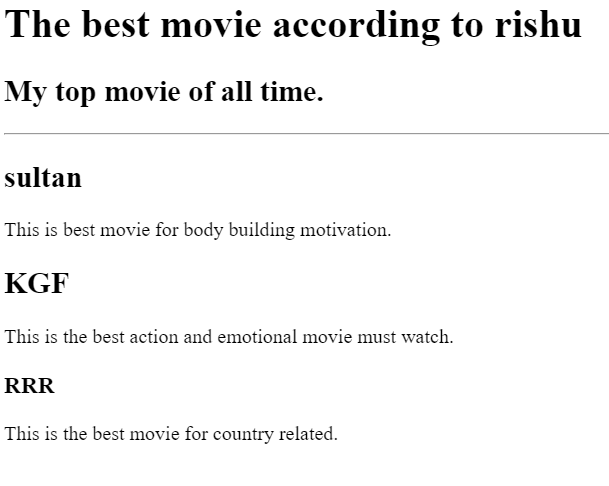 The best movie according to rishu
My top movie of all time.
sultan
This is best movie for body building motivation.
KGF
This is the best action and emotional movie must watch.
RRR
This is the best movie for country related.